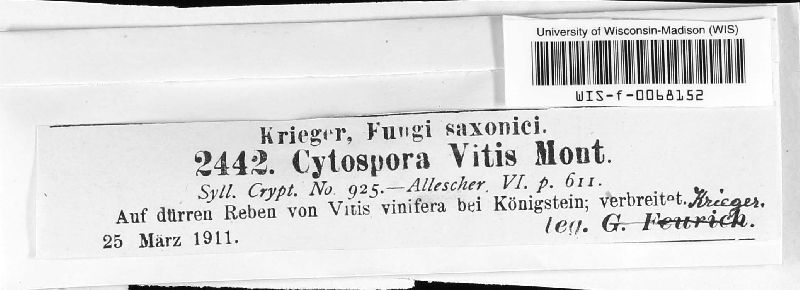 University of Wisconsin-Madison (WIS)
WIS-f-0068152
Krieger, Fungi saxonici.
2442. Cytospora Vitis Mont.
Syll. Crypt. No. 925.—Allescher. VI. p. 611.
Auf dürren Reben von Vitis vinifera bei Königstein; verbreitet. Krieger.
25 März 1911. leg. G. Feurich.